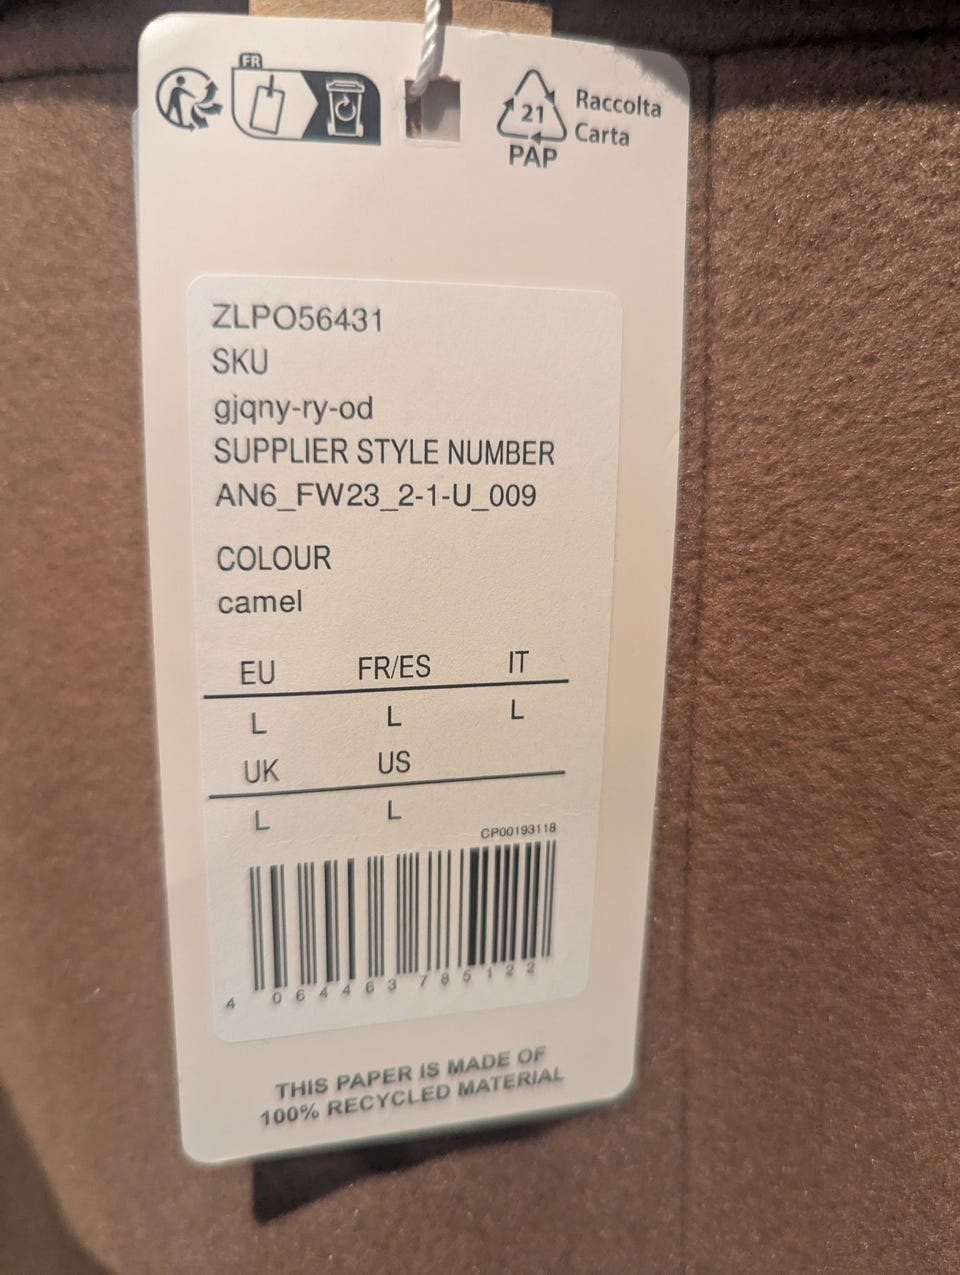 FR
21
PAP
Raccolta
Carta
ZLPO56431
SKU
gjqny-ry-od
SUPPLIER STYLE NUMBER
AN6_FW23_2-1-U_009
COLOUR
camel
EU FR/ES IT
L L L
UK US
L L
CP00193118
4 064463 785122
THIS PAPER IS MADE OF
100% RECYCLED MATERIAL